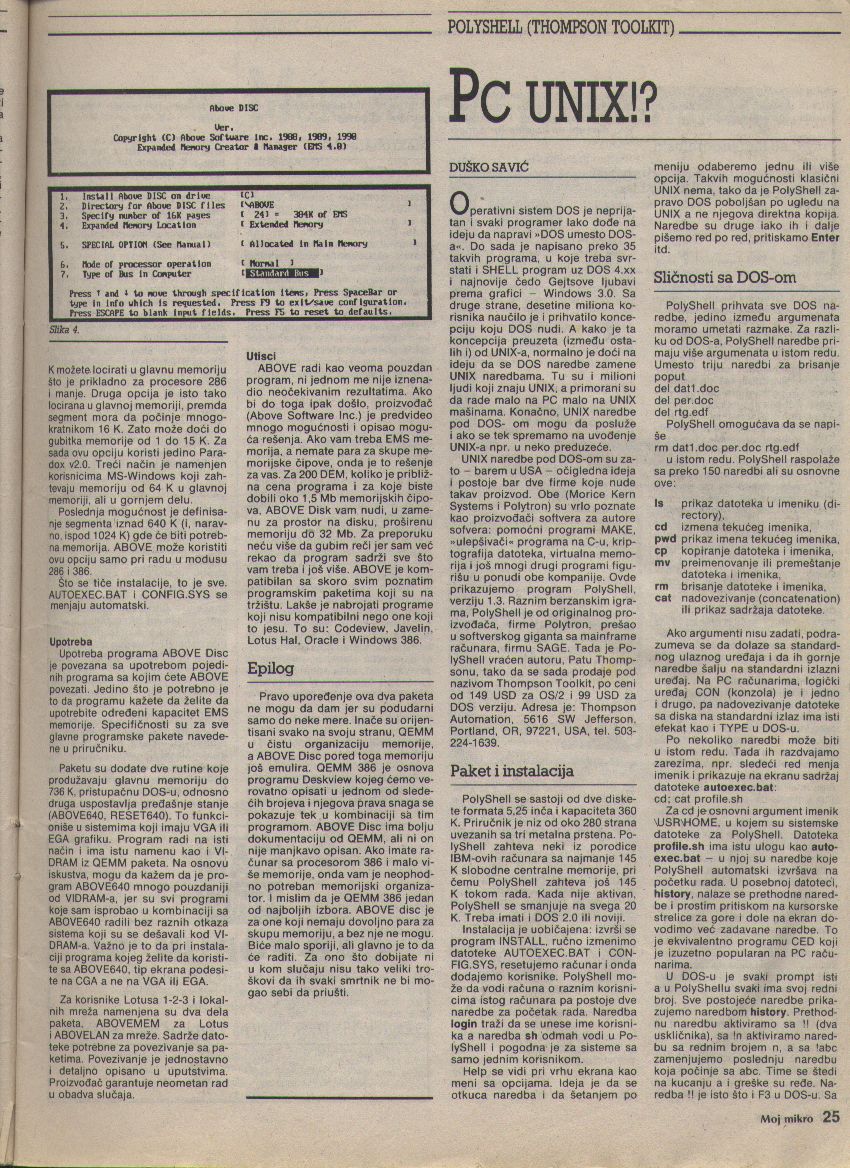 Above DISC
Ver.
Copyright (C) Above Software Inc. 1988, 1989, 1990
Expanded Memory Creator & Manager (EMS 4.0)
1. Install Above DISC on drive [C]
2. Directory for Above DISC files [\ABOVE ]
3. Specify number of 16K pages [ 24] = 384K of EMS
4. Expanded Memory Location [ Extended Memory ]
5. SPECIAL OPTION (See Manual) [ Allocated in Main Memory ]
6. Mode of processor operation [ Normal ]
7. Type of Bus in Computer [ Standard Bus ]
Press ↑ and ↓ to move through specification items, Press SpaceBar or
type in info which is requested. Press F9 to exit/save configuration.
Press ESCAPE to blank input fields. Press F5 to reset to defaults.
Slika 4.
K možete locirati u glavnu memoriju
što je prikladno za procesore 286
i manje. Druga opcija je isto tako
locirana u glavnoj memoriji, premda
segment mora da počinje mnogo-
kratnikom 16 K. Zato može doći do
gubitka memorije od 1 do 15 K. Za
sada ovu opciju koristi jedino Para-
dox v2.0. Treći način je namenjen
korisnicima MS-Windows koji zah-
tevaju memoriju od 64 K u glavnoj
memoriji, ali u gornjem delu.
Poslednja mogućnost je definisa-
nje segmenta iznad 640 K (i, narav-
no, ispod 1024 K) gde će biti potreb-
na memorija. ABOVE može koristiti
ovu opciju samo pri radu u modusu
286 i 386.
Što se tiče instalacije, to je sve.
AUTOEXEC.BAT i CONFIG.SYS se
menjaju automatski.
Upotreba
Upotreba programa ABOVE Disc
je povezana sa upotrebom pojedi-
nih programa sa kojim ćete ABOVE
povezati. Jedino što je potrebno je
to da programu kažete da želite da
upotrebite određeni kapacitet EMS
memorije. Specifičnosti su za sve
glavne programske pakete navede-
ne u priručniku.
Paketu su dodate dve rutine koje
produžavaju glavnu memoriju do
736 K, pristupačnu DOS-u, odnosno
druga uspostavlja pređašnje stanje
(ABOVE640, RESET640). To funkci-
oniše u sistemima koji imaju VGA ili
EGA grafiku. Program radi na isti
način i ima istu namenu kao i VI-
DRAM iz QEMM paketa. Na osnovu
iskustva, mogu da kažem da je pro-
gram ABOVE640 mnogo pouzdaniji
od VIDRAM-a, jer su svi programi
koje sam isprobao u kombinaciji sa
ABOVE640 radili bez raznih otkaza
sistema koji su se dešavali kod VI-
DRAM-a. Važno je to da pri instala-
ciji programa kojeg želite da koristi-
te sa ABOVE640, tip ekrana podesi-
te na CGA a ne na VGA ili EGA.
Za korisnike Lotusa 1-2-3 i lokal-
nih mreža namenjena su dva dela
paketa, ABOVEMEM za Lotus
i ABOVELAN za mreže. Sadrže dato-
teke potrebne za povezivanje sa pa-
ketima. Povezivanje je jednostavno
i detaljno opisano u uputstvima.
Proizvođač garantuje neometan rad
u obadva slučaja.
Utisci
ABOVE radi kao veoma pouzdan
program, ni jednom me nije iznena-
dio neočekivanim rezultatima. Ako
bi do toga ipak došlo, proizvođač
(Above Software Inc.) je predvideo
mnogo mogućnosti i opisao mogu-
ća rešenja. Ako vam treba EMS me-
morija, a nemate para za skupe me-
morijske čipove, onda je to rešenje
za vas. Za 200 DEM, koliko je približ-
na cena programa i za koje biste
dobili oko 1,5 Mb memorijskih čipo-
va, ABOVE Disk vam nudi, u zame-
nu za prostor na disku, proširenu
memoriju do 32 Mb. Za preporuku
neću više da gubim reči jer sam već
rekao da program sadrži sve što
vam treba i još više. ABOVE je kom-
patibilan sa skoro svim poznatim
programskim paketima koji su na
tržištu. Lakše je nabrojati programe
koji nisu kompatibilni nego one koji
to jesu. To su: Codeview, Javelin,
Lotus Hal, Oracle i Windows 386.
Epilog
Pravo upoređenje ova dva paketa
ne mogu da dam jer su podudarni
samo do neke mere. Inače su orijen-
tisani svako na svoju stranu, QEMM
u čistu organizaciju memorije,
a ABOVE Disc pored toga memoriju
još emulira. QEMM 386 je osnova
programu Deskview kojeg ćemo ve-
rovatno opisati u jednom od slede-
ćih brojeva i njegova prava snaga se
pokazuje tek u kombinaciji sa tim
programom. ABOVE Disc ima bolju
dokumentaciju od QEMM, ali ni on
nije manjkavo opisan. Ako imate ra-
čunar sa procesorom 386 i malo vi-
še memorije, onda vam je neophod-
no potreban memorijski organiza-
tor. I mislim da je QEMM 386 jedan
od najboljih izbora. ABOVE disc je
za one koji nemaju dovoljno para za
skupu memoriju, a bez nje ne mogu.
Biće malo sporiji, ali glavno je to da
će raditi. Za ono što dobijate ni
u kom slučaju nisu tako veliki tro-
škovi da ih svaki smrtnik ne bi mo-
gao sebi da priušti.
POLYSHELL (THOMPSON TOOLKIT)
PC UNIX!?
DUŠKO SAVIĆ
Operativni sistem DOS je neprija-
tan i svaki programer lako dođe na
ideju da napravi »DOS umesto DOS-
a«. Do sada je napisano preko 35
takvih programa, u koje treba svr-
stati i SHELL program uz DOS 4.xx
i najnovije čedo Gejtsove ljubavi
prema grafici – Windows 3.0. Sa
druge strane, desetine miliona ko-
risnika naučilo je i prihvatilo konce-
pciju koju DOS nudi. A kako je ta
koncepcija preuzeta (između osta-
lih i) od UNIX-a, normalno je doći na
ideju da se DOS naredbe zamene
UNIX naredbama. Tu su i milioni
ljudi koji znaju UNIX, a primorani su
da rade malo na PC malo na UNIX
mašinama. Konačno, UNIX naredbe
pod DOS- om mogu da posluže
i ako se tek spremamo na uvođenje
UNIX-a npr. u neko preduzeće.
UNIX naredbe pod DOS-om su za-
to – barem u USA – očigledna ideja
i postoje bar dve firme koje nude
takav proizvod. Obe (Morice Kern
Systems i Polytron) su vrlo poznate
kao proizvođači softvera za autore
sofvera: pomoćni programi MAKE,
»ulepšivači« programa na C-u, krip-
tografija datoteka, virtualna memo-
rija i još mnogi drugi programi figu-
rišu u ponudi obe kompanije. Ovde
prikazujemo program PolyShell,
verziju 1.3. Raznim berzanskim igra-
ma, PolyShell je od originalnog pro-
izvođača, firme Polytron, prešao
u softverskog giganta sa mainframe
računara, firmu SAGE. Tada je Po-
lyShell vraćen autoru, Patu Thomp-
sonu, tako da se sada prodaje pod
nazivom Thompson Toolkit, po ceni
od 149 USD za OS/2 i 99 USD za
DOS verziju. Adresa je: Thompson
Automation, 5616 SW Jefferson,
Portland, OR, 97221, USA, tel. 503-
224-1639.
Paket i instalacija
PolyShell se sastoji od dve diske-
te formata 5,25 inča i kapaciteta 360
K. Priručnik je niz od oko 280 strana
uvezanih sa tri metalna prstena. Po-
lyShell zahteva neki iz porodice
IBM-ovih računara sa najmanje 145
K slobodne centralne memorije, pri
čemu PolyShell zahteva još 145
K tokom rada. Kada nije aktivan,
PolyShell se smanjuje na svega 20
K. Treba imati i DOS 2.0 ili noviji.
Instalacija je uobičajena: izvrši se
program INSTALL, ručno izmenimo
datoteke AUTOEXEC.BAT i CON-
FIG.SYS, resetujemo računar i onda
dodajemo korisnike. PolyShell mo-
že da vodi računa o raznim korisni-
cima istog računara pa postoje dve
naredbe za početak rada. Naredba
login traži da se unese ime korisni-
ka a naredba sh odmah vodi u Po-
lyShell i pogodna je za sisteme sa
samo jednim korisnikom.
Help se vidi pri vrhu ekrana kao
meni sa opcijama. Ideja je da se
otkuca naredba i da šetanjem po
meniju odaberemo jednu ili više
opcija. Takvih mogućnosti klasični
UNIX nema, tako da je PolyShell za-
pravo DOS poboljšan po ugledu na
UNIX a ne njegova direktna kopija.
Naredbe su druge iako ih i dalje
pišemo red po red, pritiskamo Enter
itd.
Sličnosti sa DOS-om
PolyShell prihvata sve DOS na-
redbe, jedino između argumenata
moramo umetati razmake. Za razli-
ku od DOS-a, PolyShell naredbe pri-
maju više argumenata u istom redu.
Umesto triju naredbi za brisanje
poput
del dat1.doc
del per.doc
del rtg.edf
PolyShell omogućava da se napi-
še
rm dat1.doc per.doc rtg.edf
u istom redu. PolyShell raspolaže
sa preko 150 naredbi ali su osnovne
ove:
ls prikaz datoteka u imeniku (di-
rectory),
cd izmena tekućeg imenika,
pwd prikaz imena tekućeg imenika,
cp kopiranje datoteka i imenika,
mv preimenovanje ili premeštanje
datoteka i imenika,
rm brisanje datoteke i imenika,
cat nadovezivanje (concatenation)
ili prikaz sadržaja datoteke.
Ako argumenti nisu zadati, podra-
zumeva se da dolaze sa standard-
nog ulaznog uređaja i da ih gornje
naredbe šalju na standardni izlazni
uređaj. Na PC računarima, logički
uređaj CON (konzola) je i jedno
i drugo, pa nadovezivanje datoteke
sa diska na standardni izlaz ima isti
efekat kao i TYPE u DOS-u.
Po nekoliko naredbi može biti
u istom redu. Tada ih razdvajamo
zarezima, npr. sledeći red menja
imenik i prikazuje na ekranu sadržaj
datoteke autoexec.bat:
cd; cat profile.sh
Za cd je osnovni argument imenik
\USR\HOME, u kojem su sistemske
datoteke za PolyShell. Datoteka
profile.sh ima istu ulogu kao auto-
exec.bat – u njoj su naredbe koje
PolyShell automatski izvršava na
početku rada. U posebnoj datoteci,
history, nalaze se prethodne nared-
be i prostim pritiskom na kursorske
strelice za gore i dole na ekran do-
vodimo već zadavane naredbe. To
je ekvivalentno programu CED koji
je izuzetno popularan na PC raču-
narima.
U DOS-u je svaki prompt isti
a u PolyShellu svaki ima svoj redni
broj. Sve postojeće naredbe prika-
zujemo naredbom history. Prethod-
nu naredbu aktiviramo sa !! (dva
uskličnika), sa !n aktiviramo nared-
bu sa rednim brojem n, a sa !abc
zamenjujemo poslednju naredbu
koja počinje sa abc. Time se štedi
na kucanju a i greške su ređe. Na-
redba !! je isto što i F3 u DOS-u. Sa
Moj mikro 25